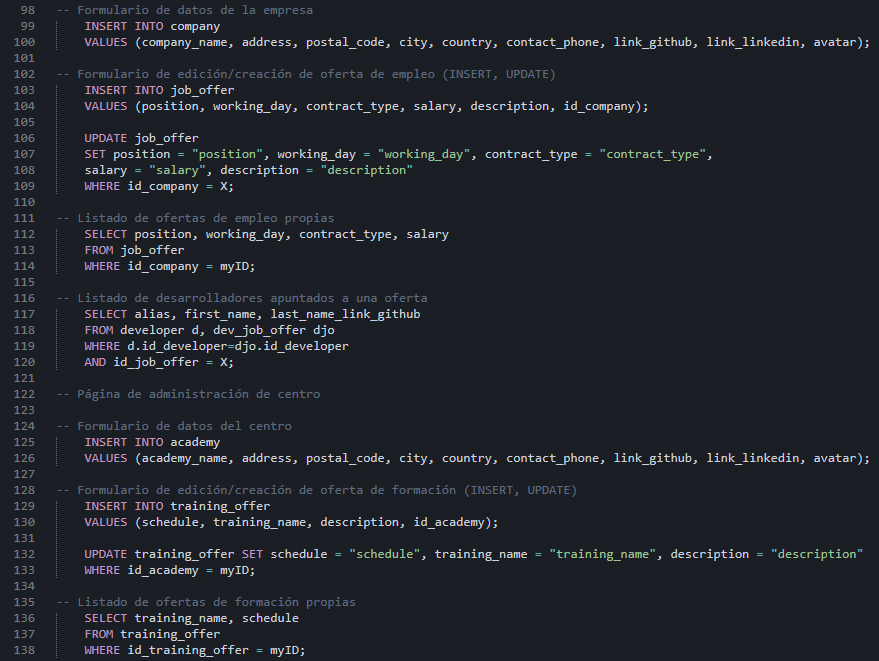 98 -- Formulario de datos de la empresa
99 INSERT INTO company
100 VALUES (company_name, address, postal_code, city, country, contact_phone, link_github, link_linkedin, avatar);
101
102 -- Formulario de edición/creación de oferta de empleo (INSERT, UPDATE)
103 INSERT INTO job_offer
104 VALUES (position, working_day, contract_type, salary, description, id_company);
105
106 UPDATE job_offer
107 SET position = "position", working_day = "working_day", contract_type = "contract_type",
108 salary = "salary", description = "description"
109 WHERE id_company = X;
110
111 -- Listado de ofertas de empleo propias
112 SELECT position, working_day, contract_type, salary
113 FROM job_offer
114 WHERE id_company = myID;
115
116 -- Listado de desarrolladores apuntados a una oferta
117 SELECT alias, first_name, last_name_link_github
118 FROM developer d, dev_job_offer djo
119 WHERE d.id_developer=djo.id_developer
120 AND id_job_offer = X;
121
122 -- Página de administración de centro
123
124 -- Formulario de datos del centro
125 INSERT INTO academy
126 VALUES (academy_name, address, postal_code, city, country, contact_phone, link_github, link_linkedin, avatar);
127
128 -- Formulario de edición/creación de oferta de formación (INSERT, UPDATE)
129 INSERT INTO training_offer
130 VALUES (schedule, training_name, description, id_academy);
131
132 UPDATE training_offer SET schedule = "schedule", training_name = "training_name", description = "description"
133 WHERE id_academy = myID;
134
135 -- Listado de ofertas de formación propias
136 SELECT training_name, schedule
137 FROM training_offer
138 WHERE id_training_offer = myID;